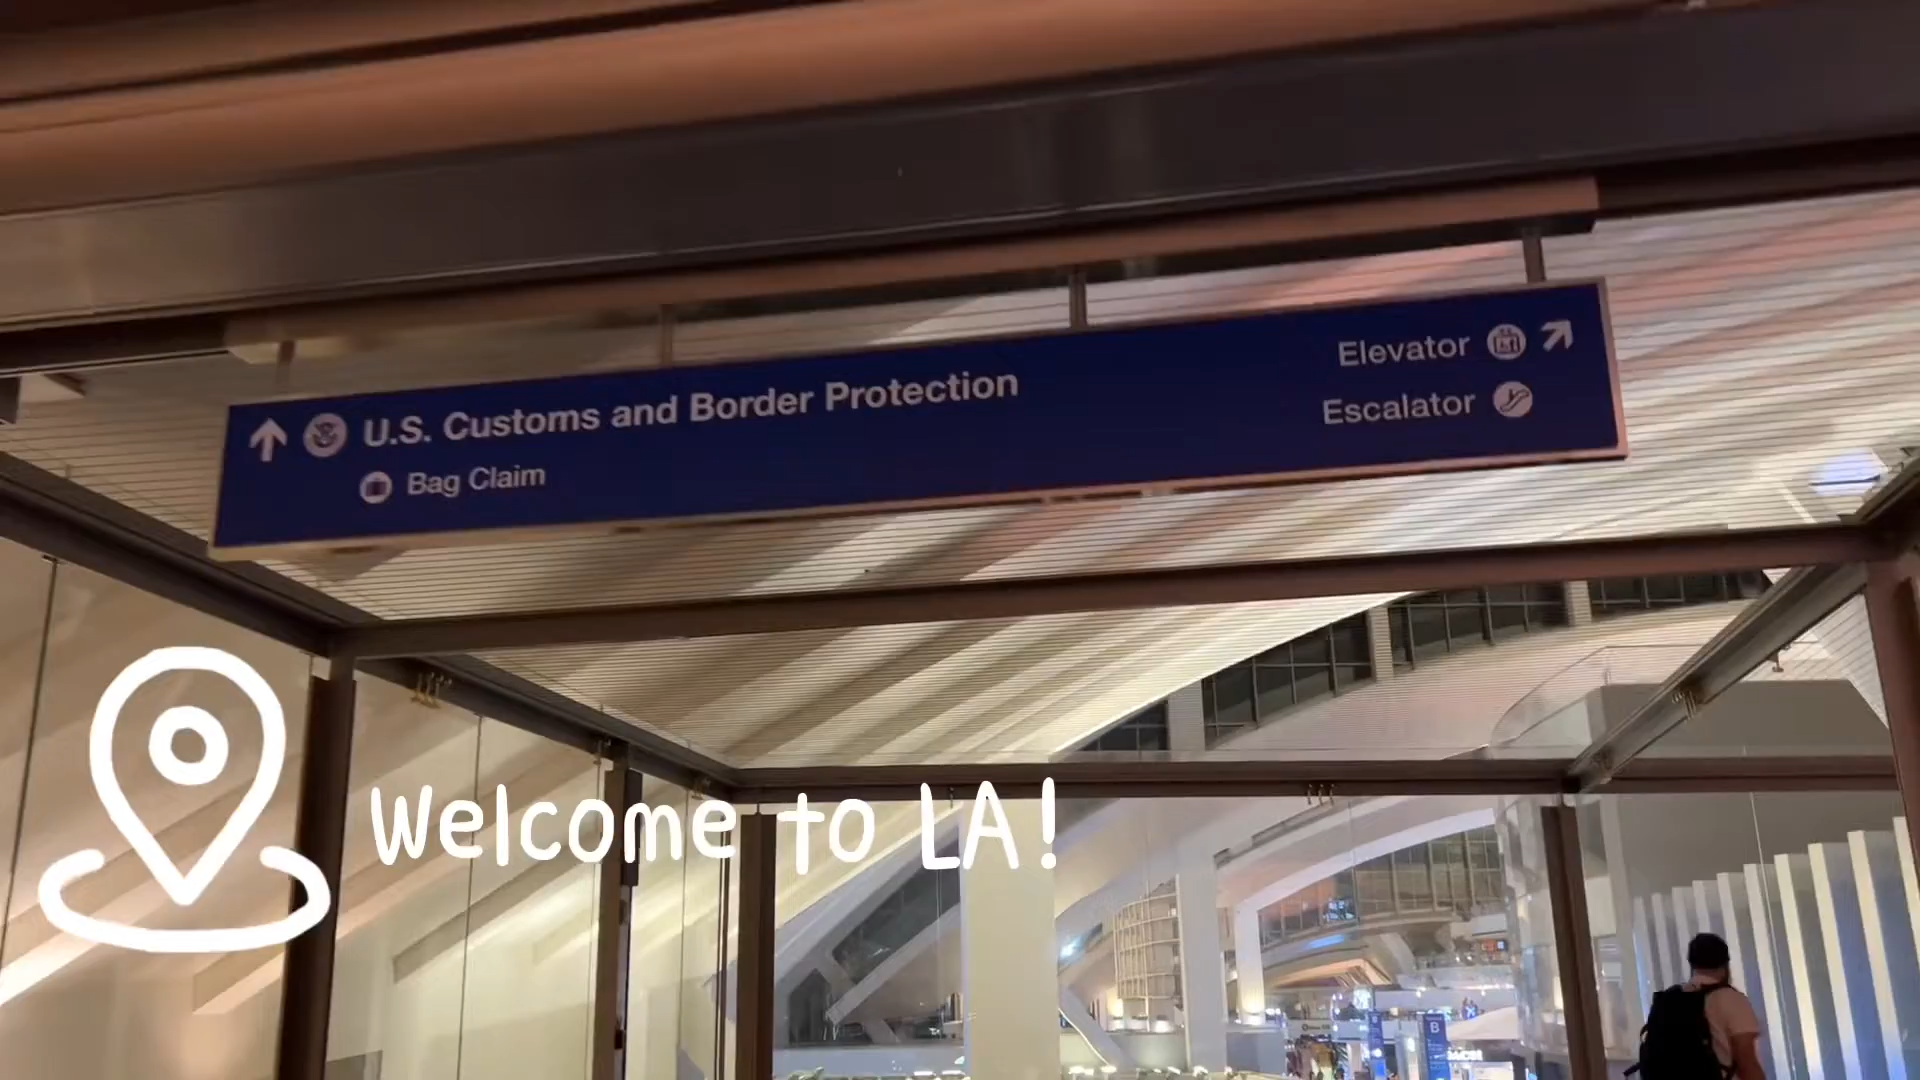 U.S. Customs and Border Protection
Bag Claim
Elevator
Escalator
Welcome to LA!
B